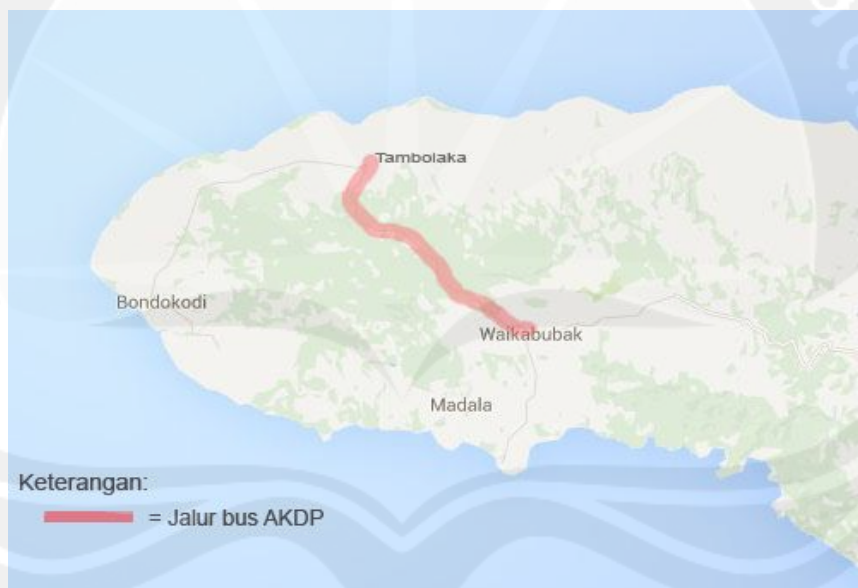 Tambolaka
Bondokodi
Waikabubak
Madala
Keterangan:
= Jalur bus AKDP